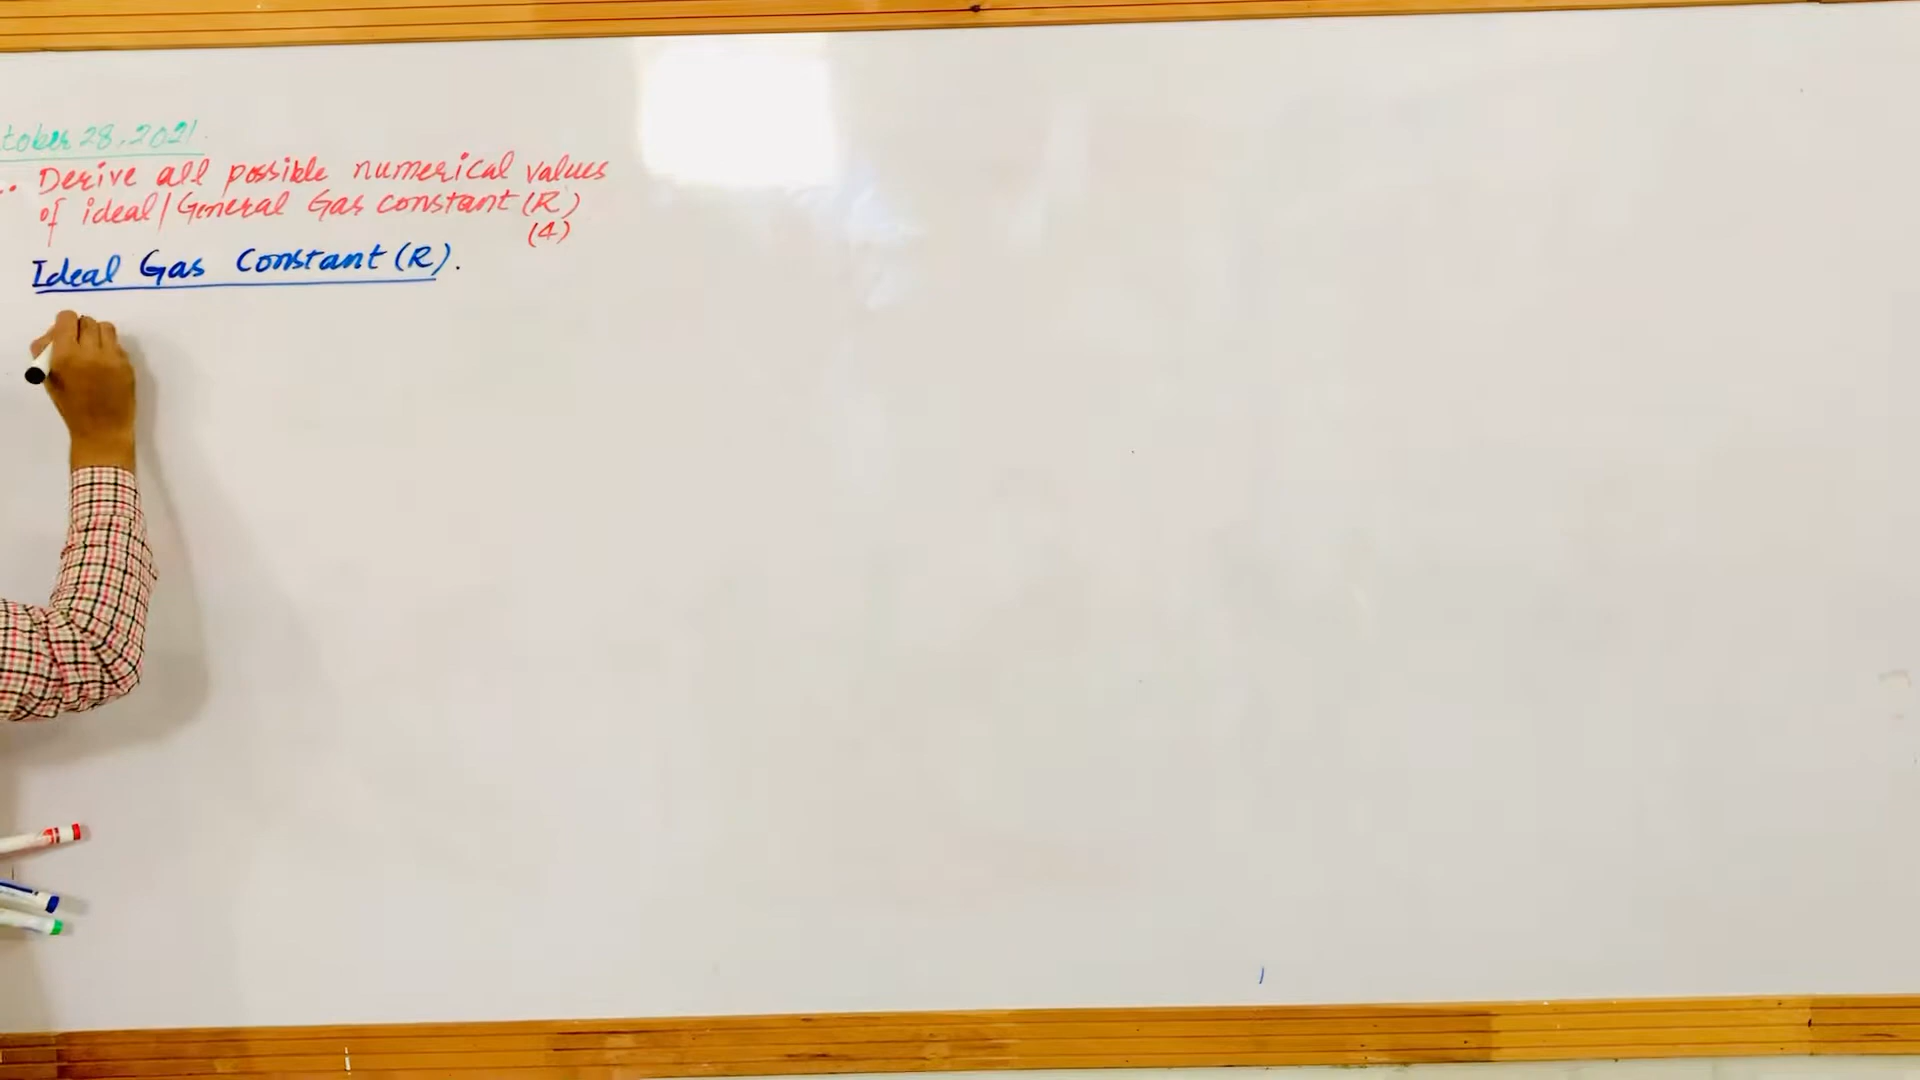 tober 28, 2021.
. Derive all possible numerical values
of ideal/General Gas constant (R)
(4)
Ideal Gas Constant (R).